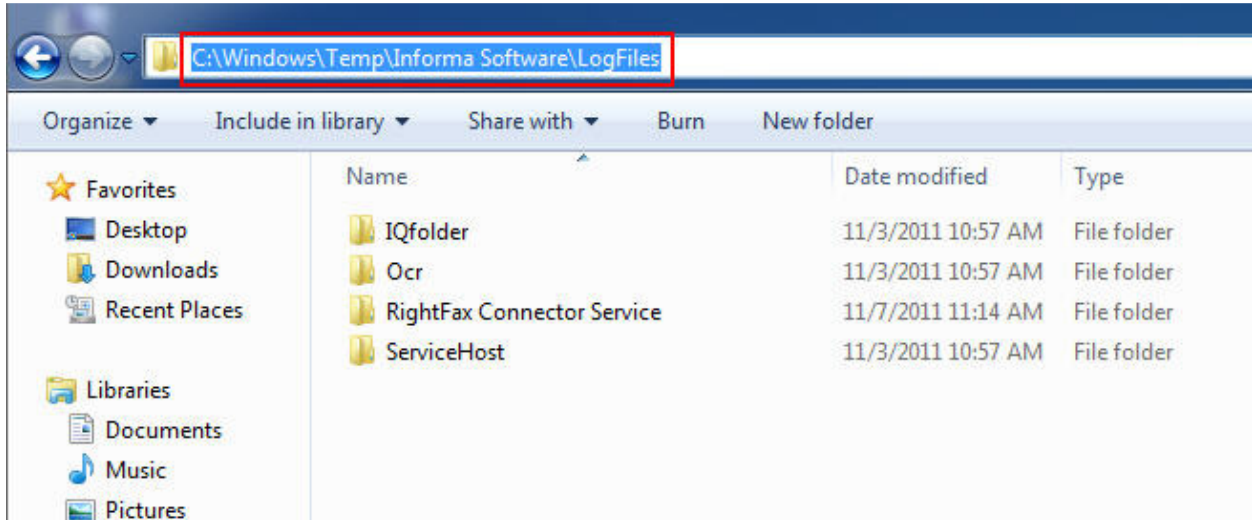 C:\Windows\Temp\Informa Software\LogFiles
Organize Include in library Share with Burn New folder
Favorites
Desktop
Downloads
Recent Places
Libraries
Documents
Music
Pictures
Name Date modified Type
IQfolder 11/3/2011 10:57 AM File folder
Ocr 11/3/2011 10:57 AM File folder
RightFax Connector Service 11/7/2011 11:14 AM File folder
ServiceHost 11/3/2011 10:57 AM File folder